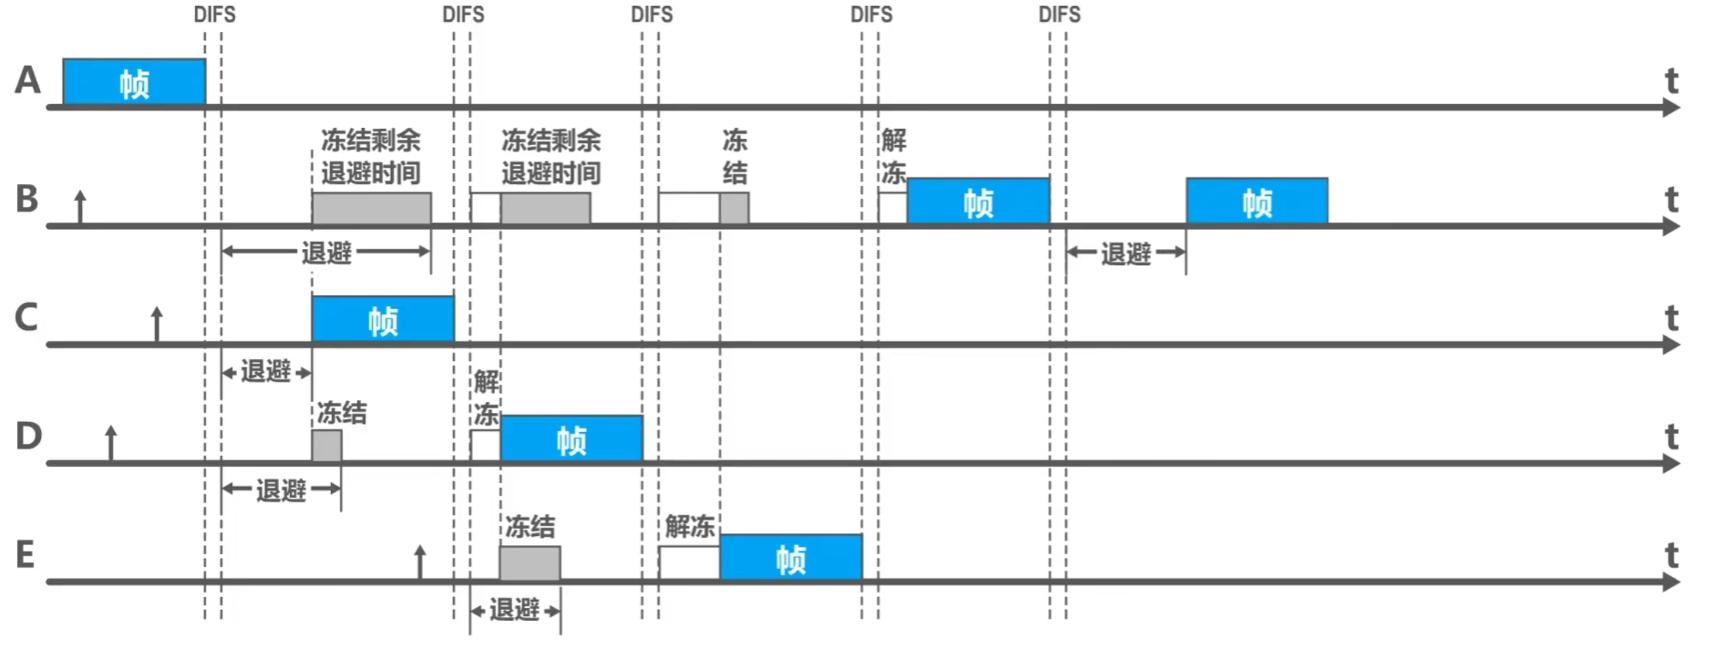 DIFS DIFS DIFS DIFS DIFS
A 帧 t
冻结剩余 冻结剩余 冻 解
退避时间 退避时间 结 冻
B 帧 帧 t
退避 退避
C 帧 t
退避 解
冻结 冻
D 帧 t
退避
冻结 解冻
E 帧 t
退避